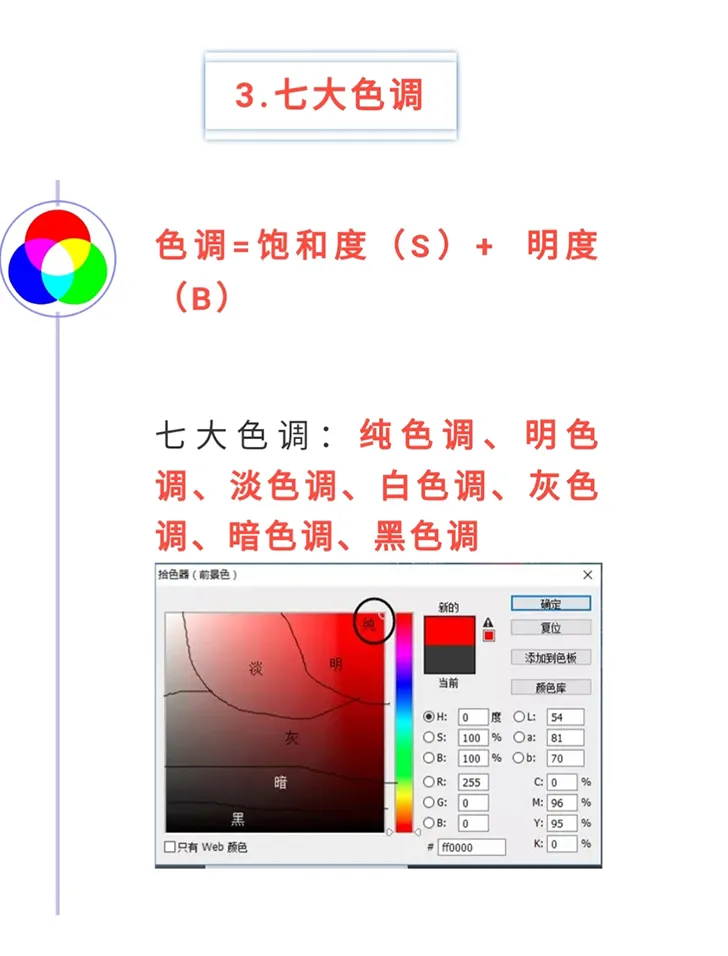 3.七大色调
色调=饱和度（S）+ 明度
（B）
七大色调：纯色调、明色
调、淡色调、白色调、灰色
调、暗色调、黑色调
拾色器（前景色）
纯
淡
明
灰
暗
黑
只有 Web 颜色
新的
当前
确定
复位
添加到色板
颜色库
H: 0 度
S: 100 %
B: 100 %
R: 255
G: 0
B: 0
# ff0000
L: 54
a: 81
b: 70
C: 0 %
M: 96 %
Y: 95 %
K: 0 %